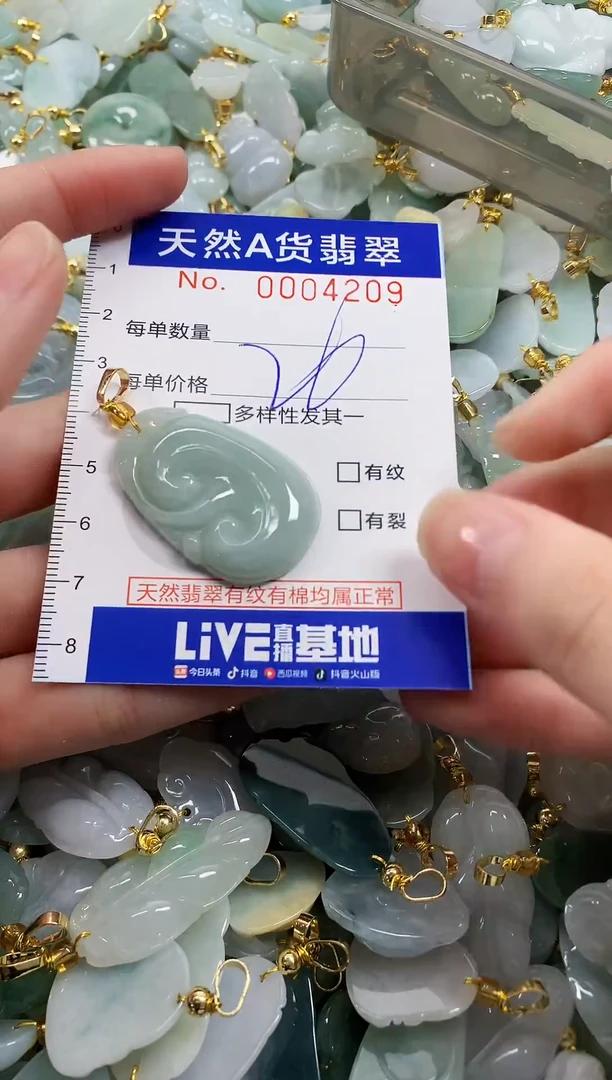 天然A货翡翠
No. 0004209
每单数量
每单价格
多样性发其一
有纹
有裂
1
2
3
5
6
7
8
天然翡翠有纹有棉均属正常
LIVE直播基地
头条 今日头条 抖音 西瓜视频 抖音火山版